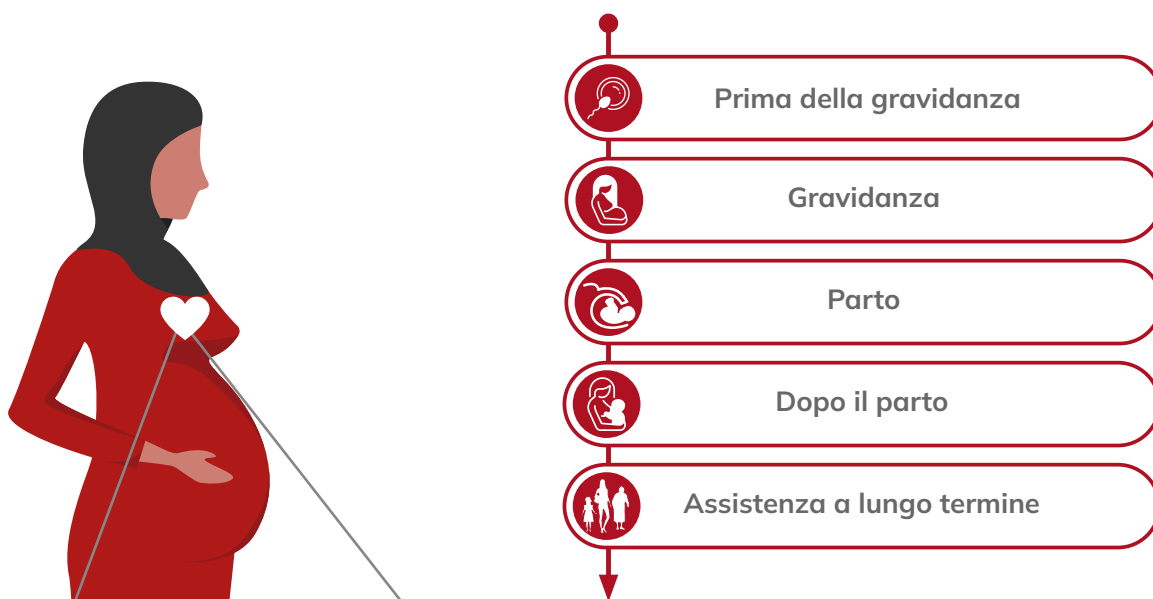 Prima della gravidanza
Gravidanza
Parto
Dopo il parto
Assistenza a lungo termine